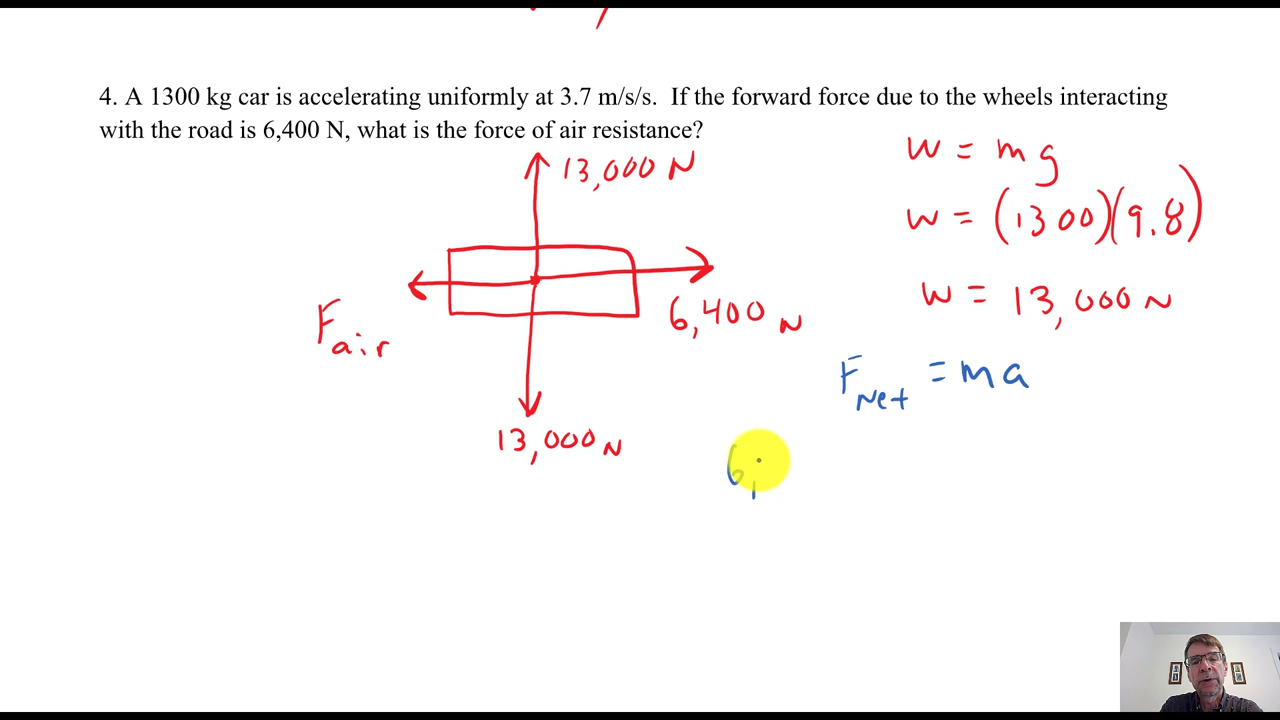 4. A 1300 kg car is accelerating uniformly at 3.7 m/s/s.  If the forward force due to the wheels interacting
with the road is 6,400 N, what is the force of air resistance?
13,000 N
F air
6,400 N
13,000 N
w = mg
w = (1300)(9.8)
w = 13,000 N
F Net = ma
6,